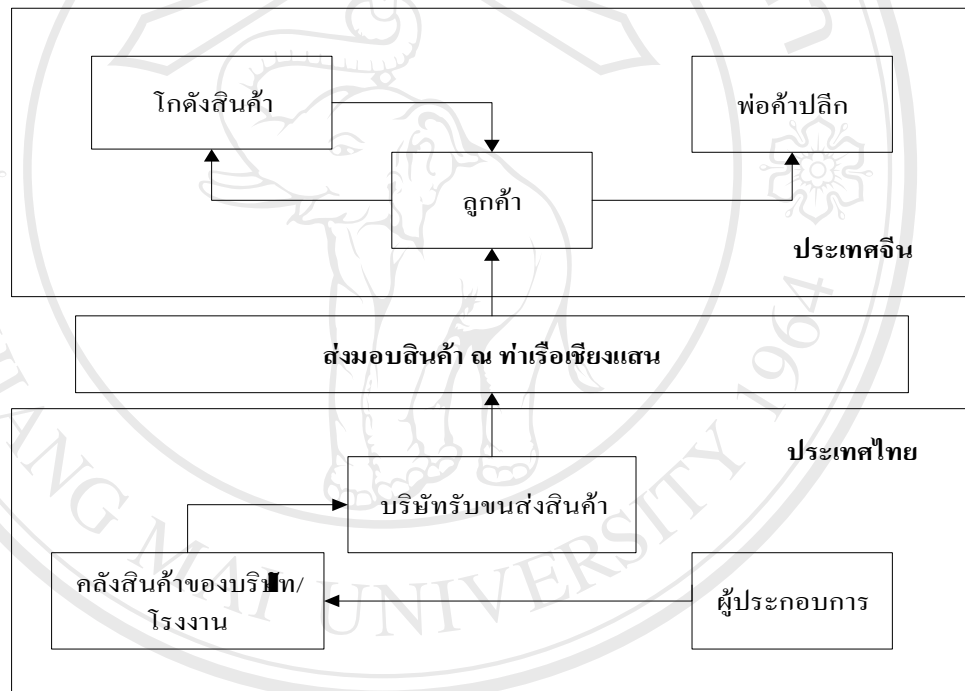 โกดังสินค้า
พ่อค้าปลีก
ลูกค้า
ประเทศจีน
ส่งมอบสินค้า ณ ท่าเรือเชียงแสน
ประเทศไทย
บริษัทรับขนส่งสินค้า
คลังสินค้าของบริษัท/
โรงงาน
ผู้ประกอบการ
CHIANG MAI UNIVERSITY 1964